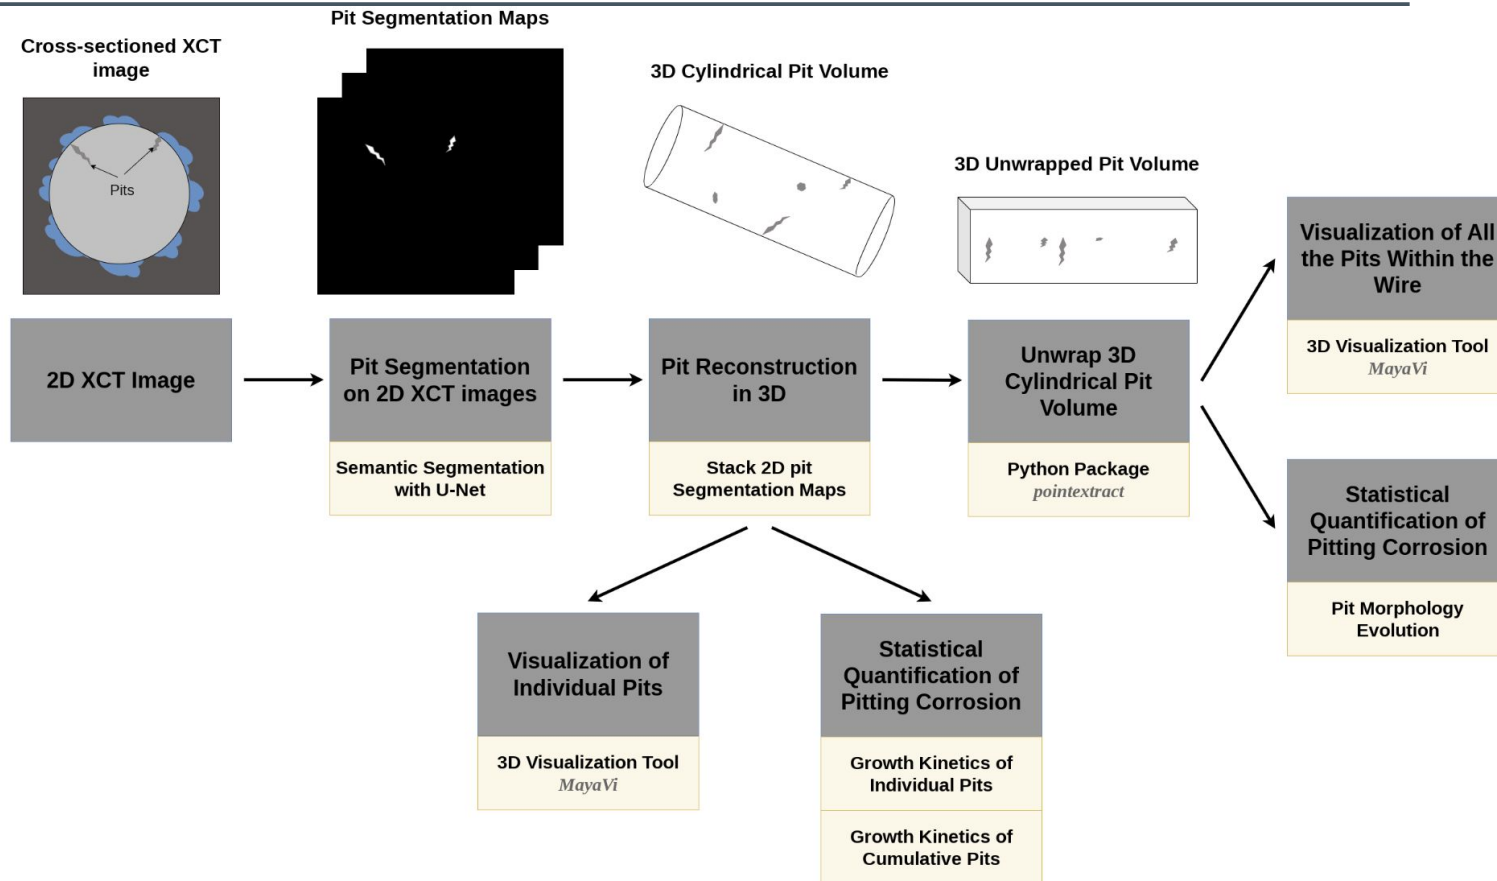 Pit Segmentation Maps
Cross-sectioned XCT
image
3D Cylindrical Pit Volume
3D Unwrapped Pit Volume
Pits
2D XCT Image
Pit Segmentation
on 2D XCT images
Semantic Segmentation
with U-Net
Pit Reconstruction
in 3D
Stack 2D pit
Segmentation Maps
Unwrap 3D
Cylindrical Pit
Volume
Python Package
pointextract
Visualization of All
the Pits Within the
Wire
3D Visualization Tool
MayaVi
Statistical
Quantification of
Pitting Corrosion
Pit Morphology
Evolution
Visualization of
Individual Pits
3D Visualization Tool
MayaVi
Statistical
Quantification of
Pitting Corrosion
Growth Kinetics of
Individual Pits
Growth Kinetics of
Cumulative Pits